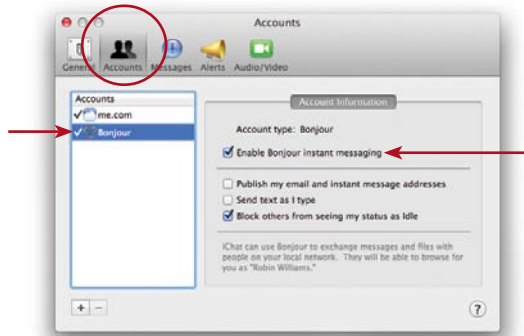 Accounts
General Accounts Messages Alerts Audio/Video
Accounts
me.com
Bonjour
Account Information
Account type: Bonjour
Enable Bonjour instant messaging
Publish my email and instant message addresses
Send text as I type
Block others from seeing my status as Idle
iChat can use Bonjour to exchange messages and files with
people on your local network. They will be able to browse for
you as "Robin Williams."
+ − ?